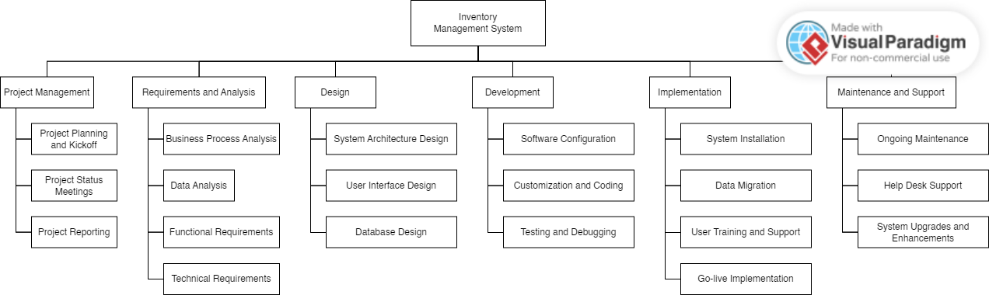 Inventory
Management System
Made with
Visual Paradigm
For non-commercial use
Project Management
Requirements and Analysis
Design
Development
Implementation
Maintenance and Support
Project Planning
and Kickoff
Business Process Analysis
System Architecture Design
Software Configuration
System Installation
Ongoing Maintenance
Project Status
Meetings
Data Analysis
User Interface Design
Customization and Coding
Data Migration
Help Desk Support
Project Reporting
Functional Requirements
Database Design
Testing and Debugging
User Training and Support
System Upgrades and
Enhancements
Technical Requirements
Go-live Implementation